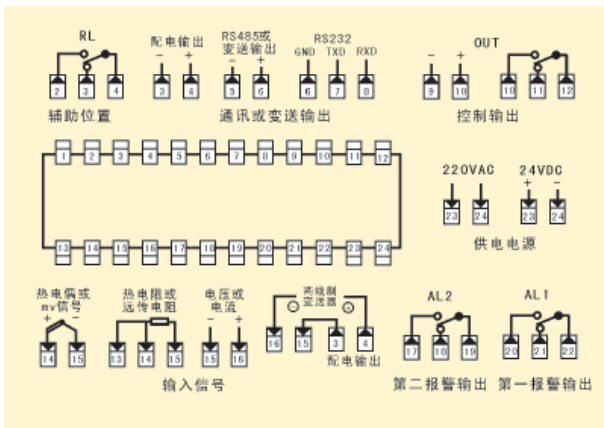 RL
配电输出
RS485或
变送输出
RS232
GND TXD RXD
OUT
- + - + - +
2 3 4 3 4 5 6 6 7 8 9 10 10 11 12
辅助位置 通讯或变送输出 控制输出
1 2 3 4 5 6 7 8 9 10 11 12
220VAC 24VDC
+ -
23 24 23 24
供电电源
13 14 15 16 17 18 19 20 21 22 23 24
热电偶或
mv信号
+ -
14 15
热电阻或
远传电阻
13 14 15
电压或
电流
- +
15 16
两线制
变送器
- +
16 15 3 4
配电输出
输入信号
AL2
17 18 19
第二报警输出
AL1
20 21 22
第一报警输出